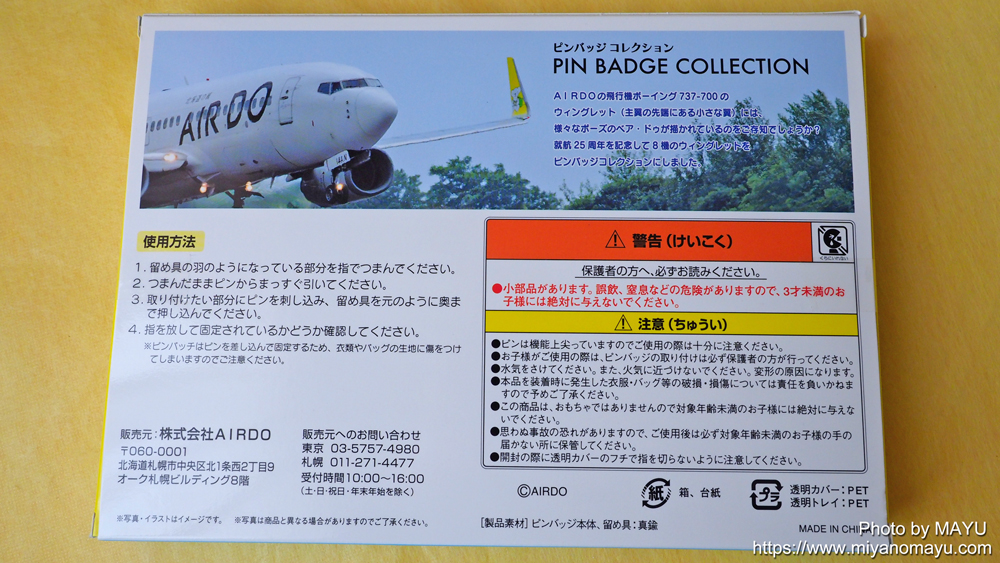 ピンバッジ コレクション
PIN BADGE COLLECTION
AIRDOの飛行機ボーイング737-700の
ウィングレット(主翼の先端にある小さな翼)には、
様々なポーズのベア・ドゥが描かれているのをご存知でしょうか?
就航25周年を記念して8機のウィングレットを
ピンバッジコレクションにしました。
AIRDO
使用方法
1. 留め具の羽のようになっている部分を指でつまんでください。
2. つまんだままピンからまっすぐ引いてください。
3. 取り付けたい部分にピンを刺し込み、留め具を元のように奥ま
で押し込んでください。
4. 指を放して固定されているかどうか確認してください。
※ピンバッチはピンを差し込んで固定するため、衣類やバッグの生地に傷をつけ
てしまいますのでご注意ください。
販売元:株式会社AIRDO
〒060-0001
北海道札幌市中央区北1条西2丁目9
オーク札幌ビルディング8階
販売元へのお問い合わせ
東京 03-5757-4980
札幌 011-271-4477
受付時間10:00~16:00
(土・日・祝日・年末年始を除く)
※写真・イラストはイメージです。 ※写真は商品と異なる場合がありますのでご了承ください。
⚠ 警告(けいこく)
くちにいれない
保護者の方へ、必ずお読みください。
●小部品があります。誤飲、窒息などの危険がありますので、3才未満のお
子様には絶対に与えないでください。
⚠ 注意(ちゅうい)
●ピンは機能上尖っていますのでご使用の際は十分に注意ください。
●お子様がご使用の際は、ピンバッジの取り付けは必ず保護者の方が行ってください。
●水気をさけてください。また、火気に近づけないでください。変形の原因になります。
●本品を装着時に発生した衣服・バッグ等の破損・損傷については責任を負いかねま
すので予めご了承ください。
●この商品は、おもちゃではありませんので対象年齢未満のお子様には絶対に与えな
いでください。
●思わぬ事故の恐れがありますので、ご使用後は必ず対象年齢未満のお子様の手の
届かない所に保管してください。
●開封の際に透明カバーのフチで指を切らないように注意してください。
©AIRDO
紙 箱、台紙
プラ 透明カバー:PET
透明トレイ:PET
[製品素材] ピンバッジ本体、留め具:真鍮
MADE IN CHI
Photo by MAYU
https://www.miyanomayu.com